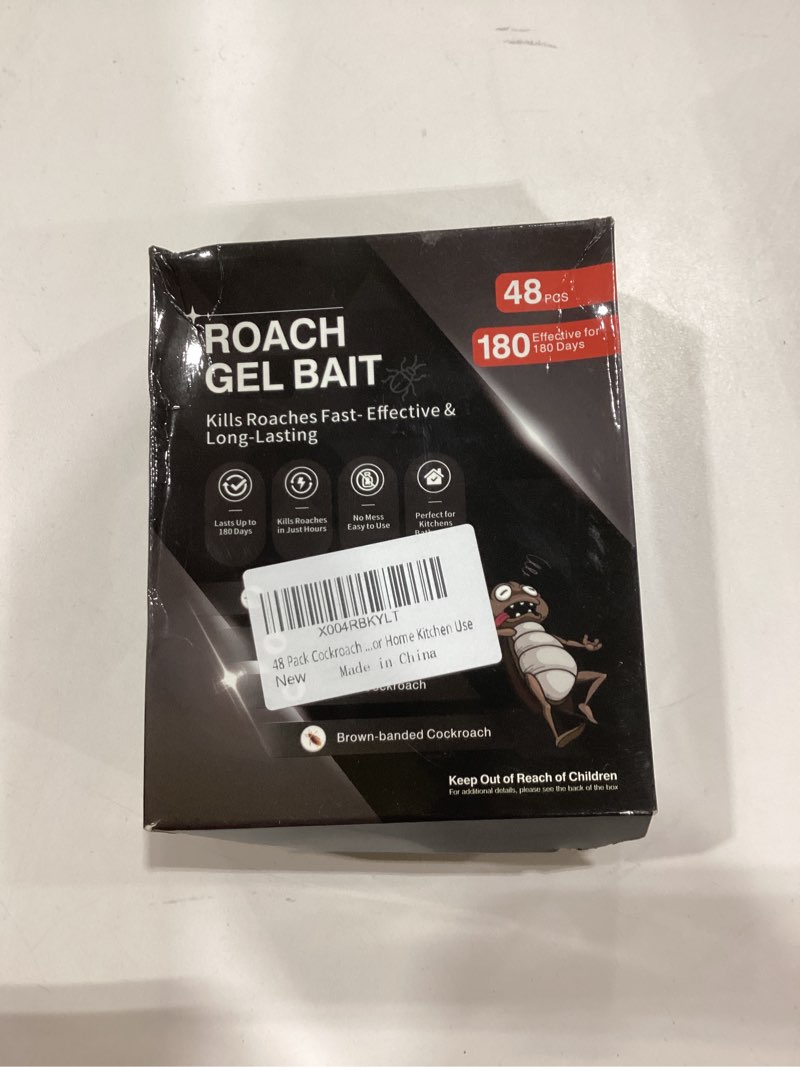 48 PCS
180 Effective for 180 Days
ROACH
GEL BAIT
Kills Roaches Fast- Effective &
Long-Lasting
Lasts Up to
180 Days
Kills Roaches
in Just Hours
No Mess
Easy to Use
Perfect for
Kitchens
X004RBKYLT
48 Pack Cockroach ...or Home Kitchen Use
New
Made in China
Brown-banded Cockroach
Keep Out of Reach of Children
For additional details, please see the back of the box